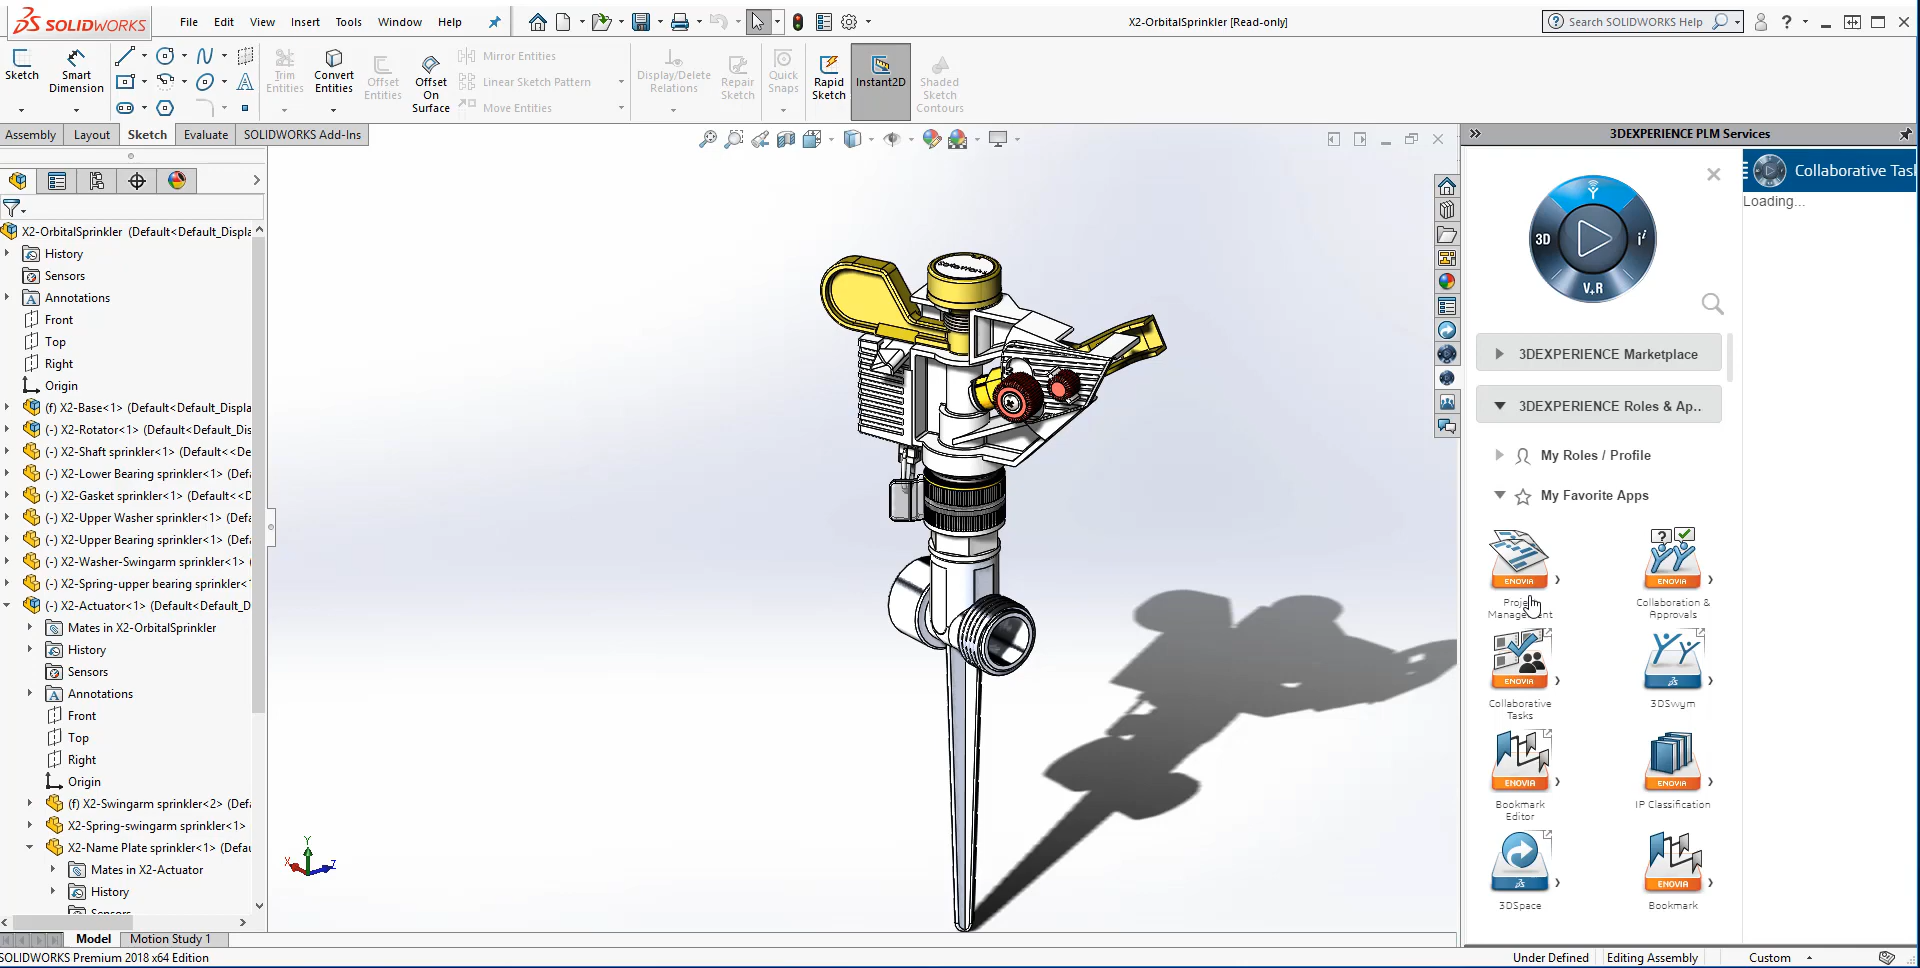 SOLIDWORKS
File Edit View Insert Tools Window Help
X2-OrbitalSprinkler [Read-only]
Search SOLIDWORKS Help
?
Sketch
Smart
Dimension
Trim
Entities
Convert
Entities
Offset
Entities
Offset
On
Surface
Mirror Entities
Linear Sketch Pattern
Move Entities
Display/Delete
Relations
Repair
Sketch
Quick
Snaps
Rapid
Sketch
Instant2D
Shaded
Sketch
Contours
Assembly Layout Sketch Evaluate SOLIDWORKS Add-Ins
X2-OrbitalSprinkler (Default<Default_Displa
History
Sensors
Annotations
Front
Top
Right
Origin
(f) X2-Base<1> (Default<Default_Displa
(-) X2-Rotator<1> (Default<Default_Dis
(-) X2-Shaft sprinkler<1> (Default<<De
(-) X2-Lower Bearing sprinkler<1> (Defa
(-) X2-Gasket sprinkler<1> (Default<<D
(-) X2-Upper Washer sprinkler<1> (Defa
(-) X2-Upper Bearing sprinkler<1> (Def
(-) X2-Washer-Swingarm sprinkler<1> (
(-) X2-Spring-upper bearing sprinkler<
(-) X2-Actuator<1> (Default<Default_D
Mates in X2-OrbitalSprinkler
History
Sensors
Annotations
Front
Top
Right
Origin
(f) X2-Swingarm sprinkler<2> (Defa
X2-Spring-swingarm sprinkler<1>
X2-Name Plate sprinkler<1> (Defau
Mates in X2-Actuator
History
Sensors
Y
X
Z
Model Motion Study 1
SOLIDWORKS Premium 2018 x64 Edition
Under Defined Editing Assembly Custom
3DEXPERIENCE PLM Services
3D
i
V+R
3DEXPERIENCE Marketplace
3DEXPERIENCE Roles & Ap..
My Roles / Profile
My Favorite Apps
ENOVIA
Project
Management
ENOVIA
Collaboration &
Approvals
ENOVIA
Collaborative
Tasks
3DSwym
ENOVIA
Bookmark
Editor
ENOVIA
IP Classification
3DSpace
ENOVIA
Bookmark
Collaborative Tas
Loading...